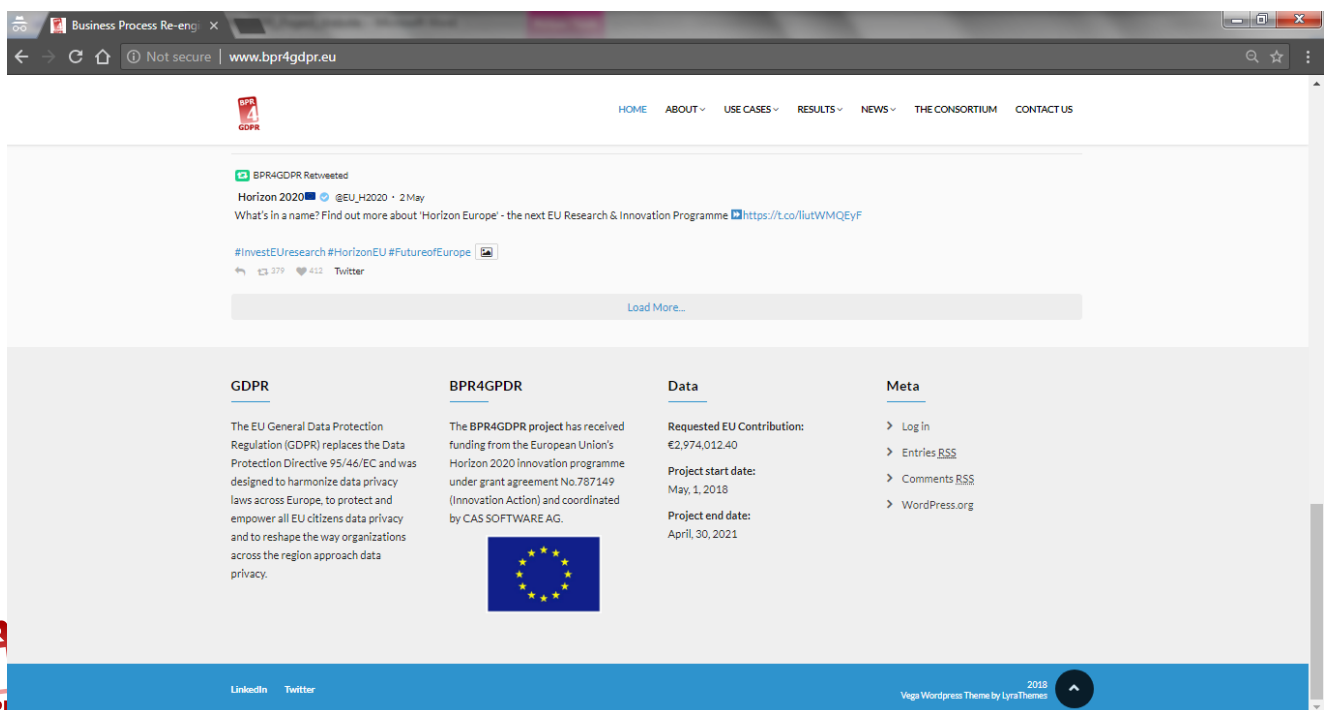 Business Process Re-eng
Not secure | www.bpr4gdpr.eu
BPR
4
GDPR
HOME ABOUT USE CASES RESULTS NEWS THE CONSORTIUM CONTACT US
BPR4GDPR Retweeted
Horizon 2020 @EU_H2020 · 2 May
What's in a name? Find out more about 'Horizon Europe' - the next EU Research & Innovation Programme https://t.co/liutWMQEyF
#InvestEUresearch #HorizonEU #FutureofEurope
379 412 Twitter
Load More...
GDPR
The EU General Data Protection
Regulation (GDPR) replaces the Data
Protection Directive 95/46/EC and was
designed to harmonize data privacy
laws across Europe, to protect and
empower all EU citizens data privacy
and to reshape the way organizations
across the region approach data
privacy.
BPR4GPDR
The BPR4GDPR project has received
funding from the European Union's
Horizon 2020 innovation programme
under grant agreement No.787149
(Innovation Action) and coordinated
by CAS SOFTWARE AG.
Data
Requested EU Contribution:
€2,974,012.40
Project start date:
May, 1, 2018
Project end date:
April, 30, 2021
Meta
Log in
Entries RSS
Comments RSS
WordPress.org
LinkedIn Twitter
2018
Vega Wordpress Theme by LyraThemes